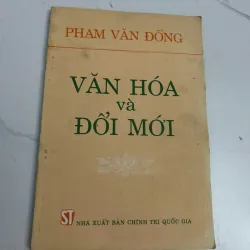 PHẠM VĂN ĐỒNG
VĂN HÓA
và
ĐỔI MỚI
ST NHÀ XUẤT BẢN CHÍNH TRỊ QUỐC GIA